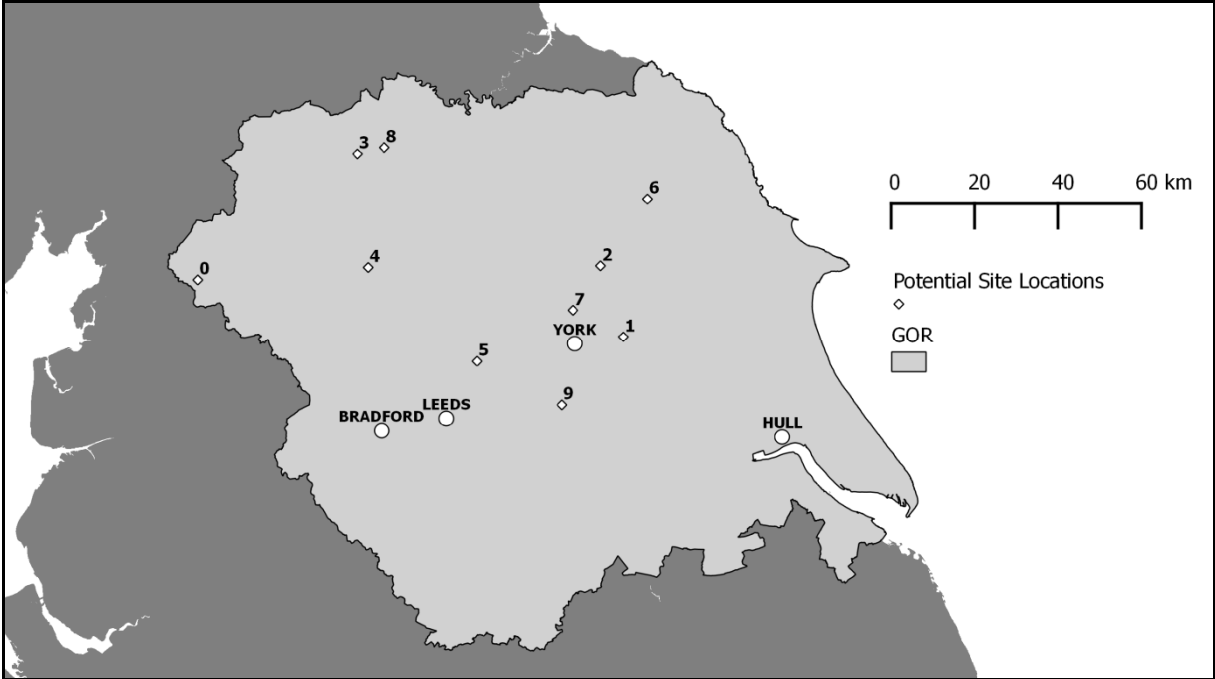 3 8
6
0 20 40 60 km
0
4
2
Potential Site Locations
7
YORK
1
GOR
5
9
LEEDS
BRADFORD
HULL